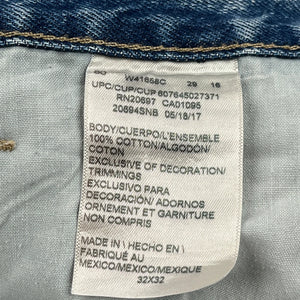 W41658C 29 16
UPC/CUP/CUP 607645027371
RN20697 CA01095
20694SNB 05/18/17
BODY/CUERPO/L'ENSEMBLE
100% COTTON/ALGODÓN/
COTON
EXCLUSIVE OF DECORATION/
TRIMMINGS
EXCLUSIVO PARA
DECORACIÓN/ ADORNOS
ORNEMENT ET GARNITURE
NON COMPRIS
MADE IN \ HECHO EN \
FABRIQUÉ AU
MEXICO/MEXICO/MEXIQUE
32X32